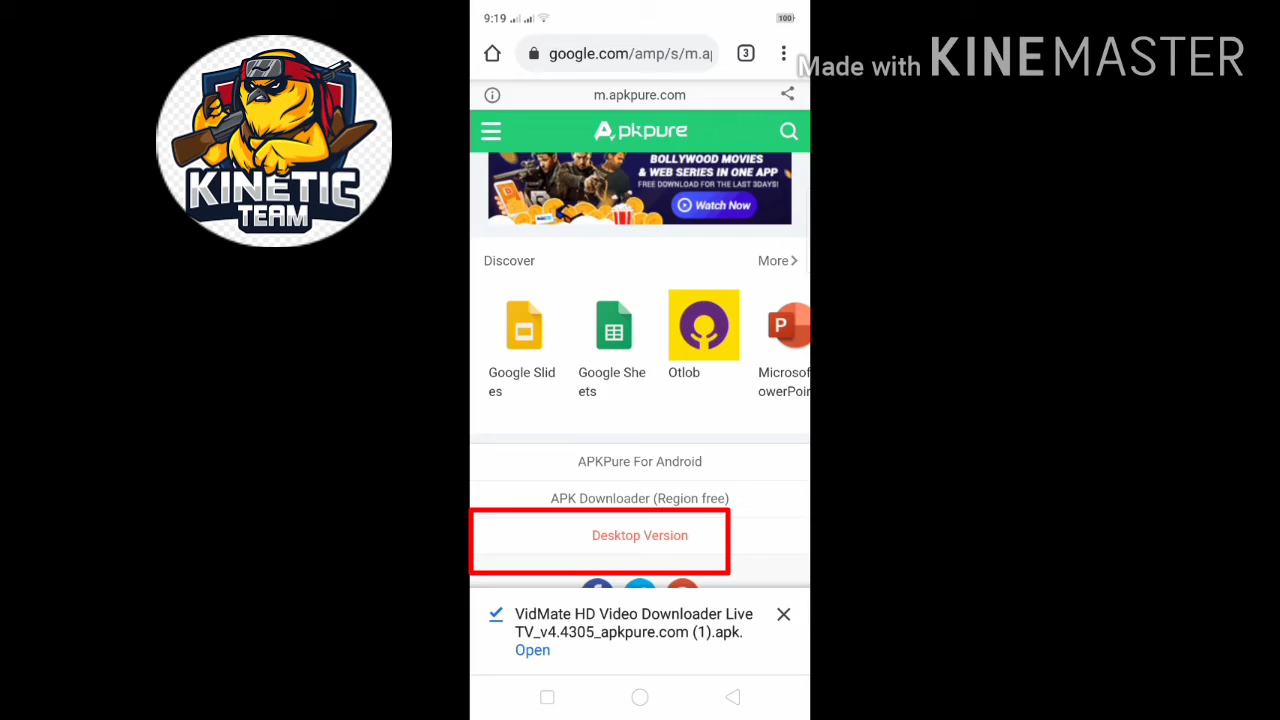 9:19
100
google.com/amp/s/m.a
3
Made with KINEMASTER
m.apkpure.com
Apkpure
BOLLYWOOD MOVIES
& WEB SERIES IN ONE APP
FREE DOWNLOAD FOR THE LAST 3DAYS!
Watch Now
KINETIC
TEAM
Discover
More
Google Slid
es
Google She
ets
Otlob
P
Microsof
owerPoin
APKPure For Android
APK Downloader (Region free)
Desktop Version
VidMate HD Video Downloader Live
TV_v4.4305_apkpure.com (1).apk.
Open